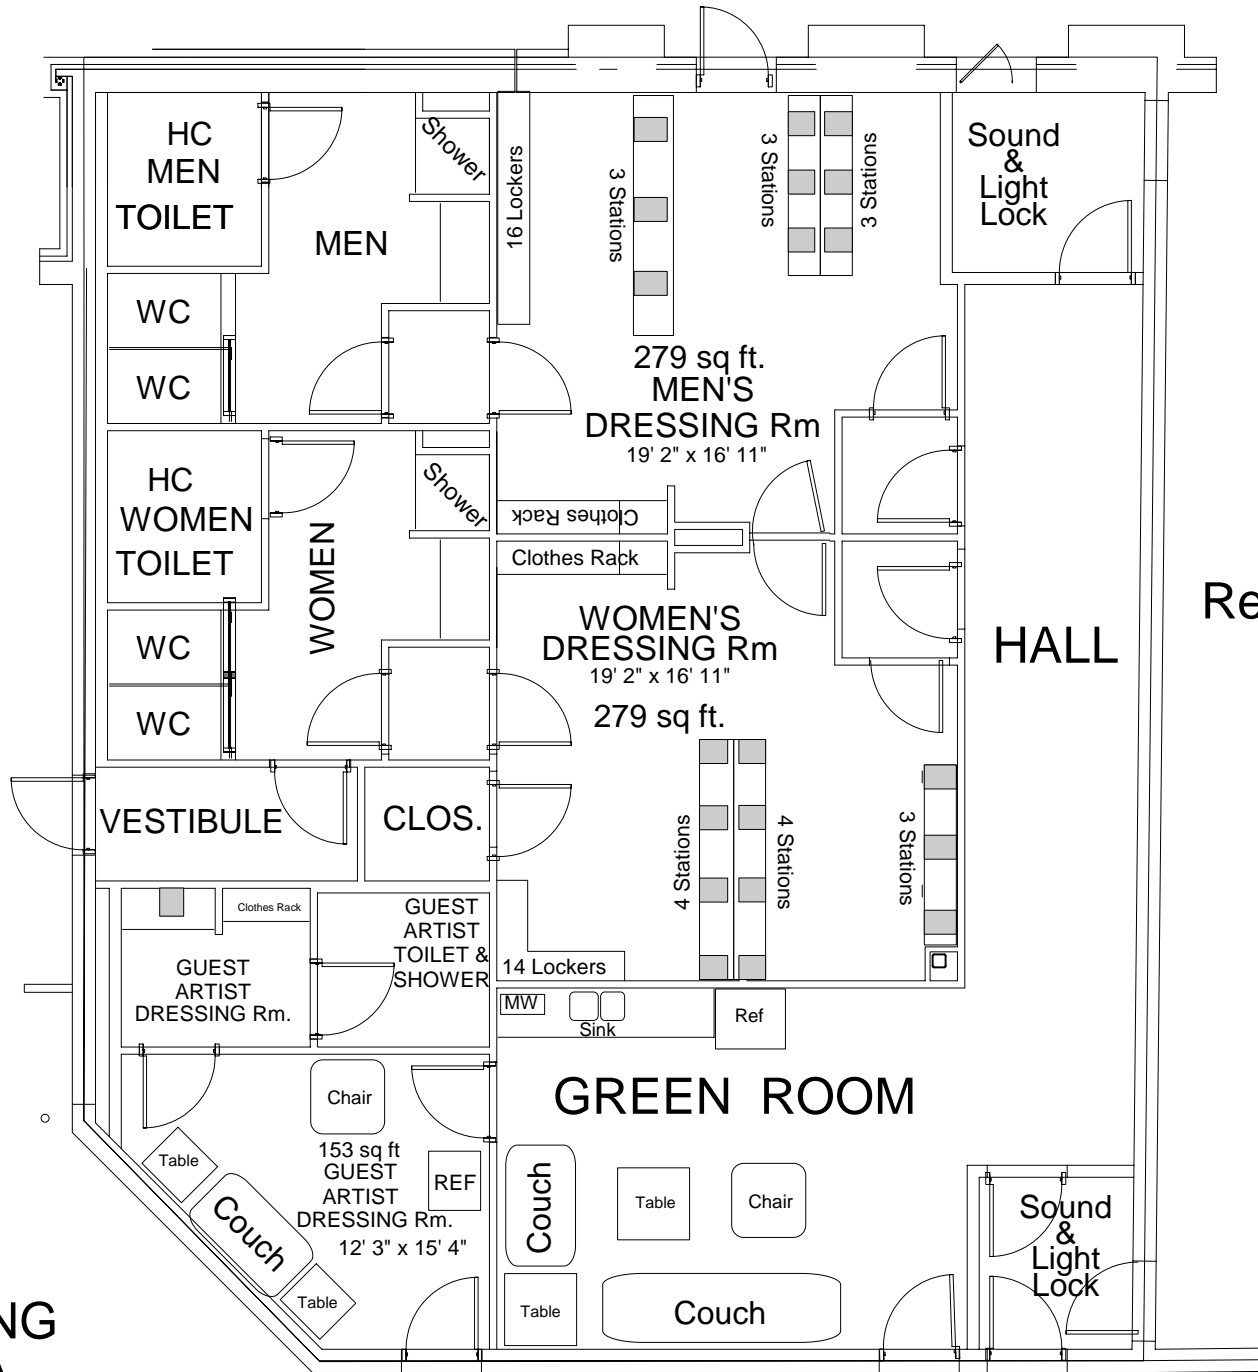 HC
MEN
TOILET
Shower
16 Lockers
3 Stations
3 Stations
3 Stations
Sound
&
Light
Lock
MEN
WC
WC
279 sq ft.
MEN'S
DRESSING Rm
19' 2" x 16' 11"
HC
WOMEN
TOILET
Shower
WOMEN
Clothes Rack
Clothes Rack
WOMEN'S
DRESSING Rm
19' 2" x 16' 11"
279 sq ft.
HALL
Re
WC
WC
VESTIBULE
CLOS.
4 Stations
4 Stations
3 Stations
Clothes Rack
GUEST
ARTIST
TOILET &
SHOWER
GUEST
ARTIST
DRESSING Rm.
14 Lockers
MW
Sink
Ref
GREEN ROOM
Chair
153 sq ft
GUEST
ARTIST
DRESSING Rm.
12' 3" x 15' 4"
REF
Table
Couch
Table
Couch
Table
Chair
Table
Couch
Sound
&
Light
Lock
NG